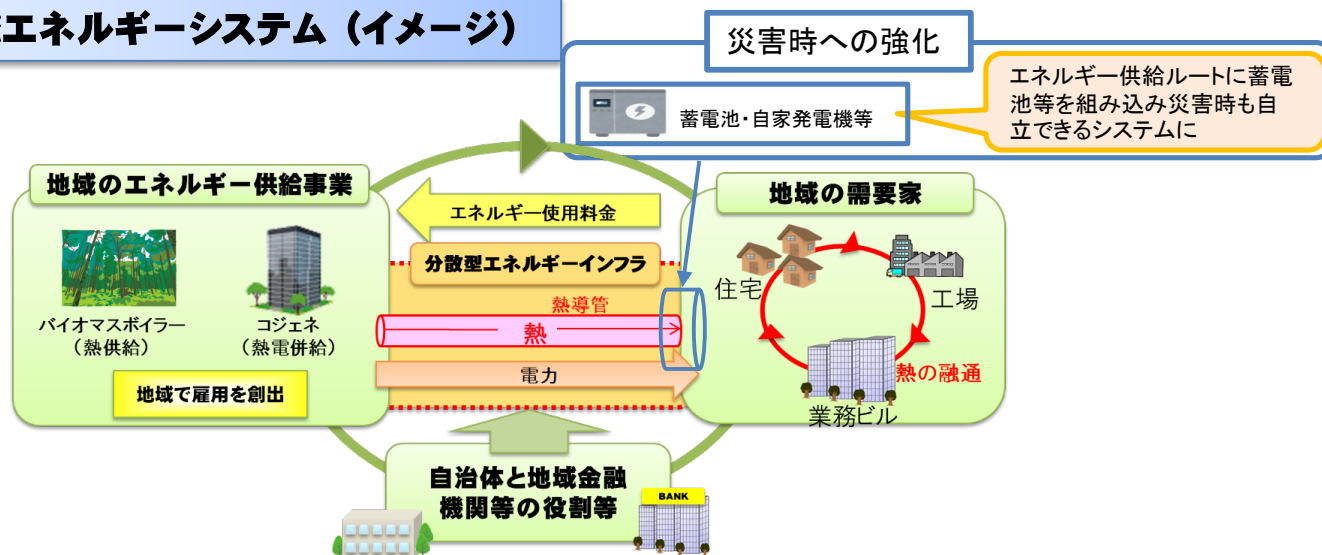 エネルギーシステム（イメージ）
災害時への強化
蓄電池・自家発電機等
エネルギー供給ルートに蓄電
池等を組み込み災害時も自
立できるシステムに
地域のエネルギー供給事業
バイオマスボイラー
（熱供給）
コジェネ
（熱電併給）
地域で雇用を創出
エネルギー使用料金
分散型エネルギーインフラ
熱導管
熱
電力
地域の需要家
住宅
工場
熱の融通
業務ビル
自治体と地域金融
機関等の役割等
BANK